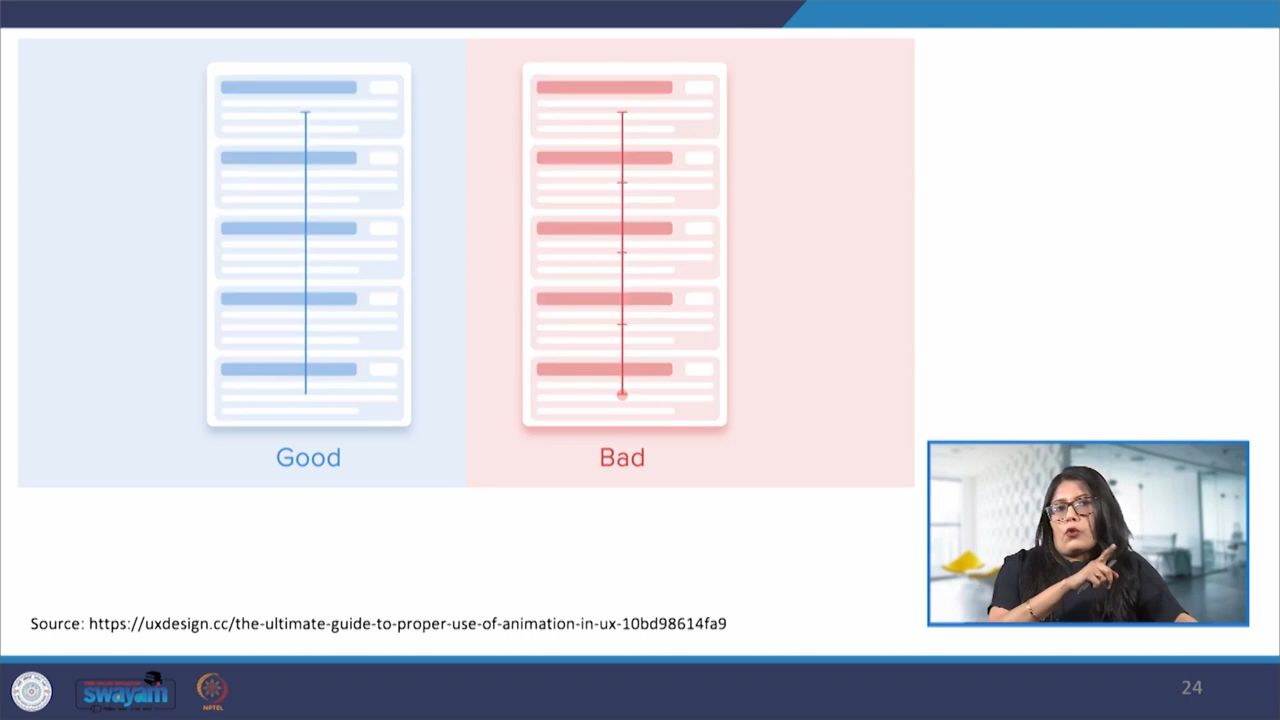 Good
Bad
Source: https://uxdesign.cc/the-ultimate-guide-to-proper-use-of-animation-in-ux-10bd98614fa9
swayam
NPTEL
24